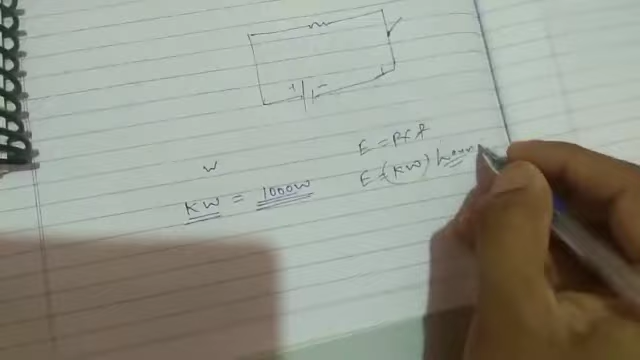 + -
E = P×t
W
E = (KW) hour
KW = 1000W